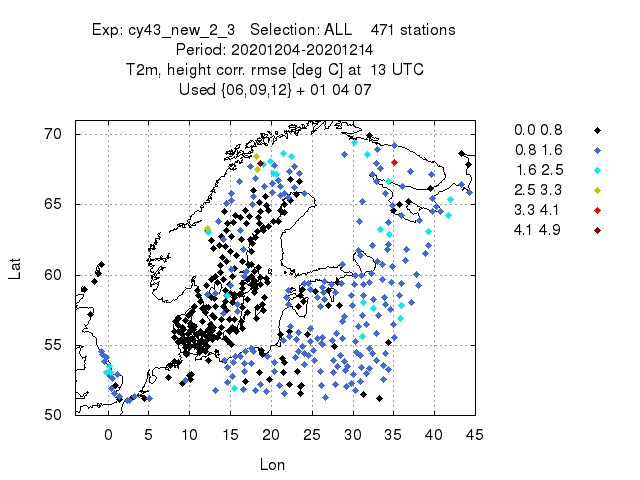 Exp: cy43_new_2_3 Selection: ALL 471 stations
Period: 20201204-20201214
T2m, height corr. rmse [deg C] at 13 UTC
Used {06,09,12} + 01 04 07
70
65
60
55
50
Lat
0 5 10 15 20 25 30 35 40 45
Lon
0.0 0.8
0.8 1.6
1.6 2.5
2.5 3.3
3.3 4.1
4.1 4.9